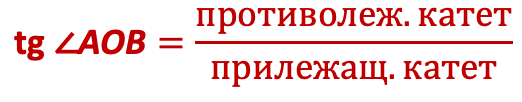 tg ∠AOB = противолеж. катет / прилежащ. катет